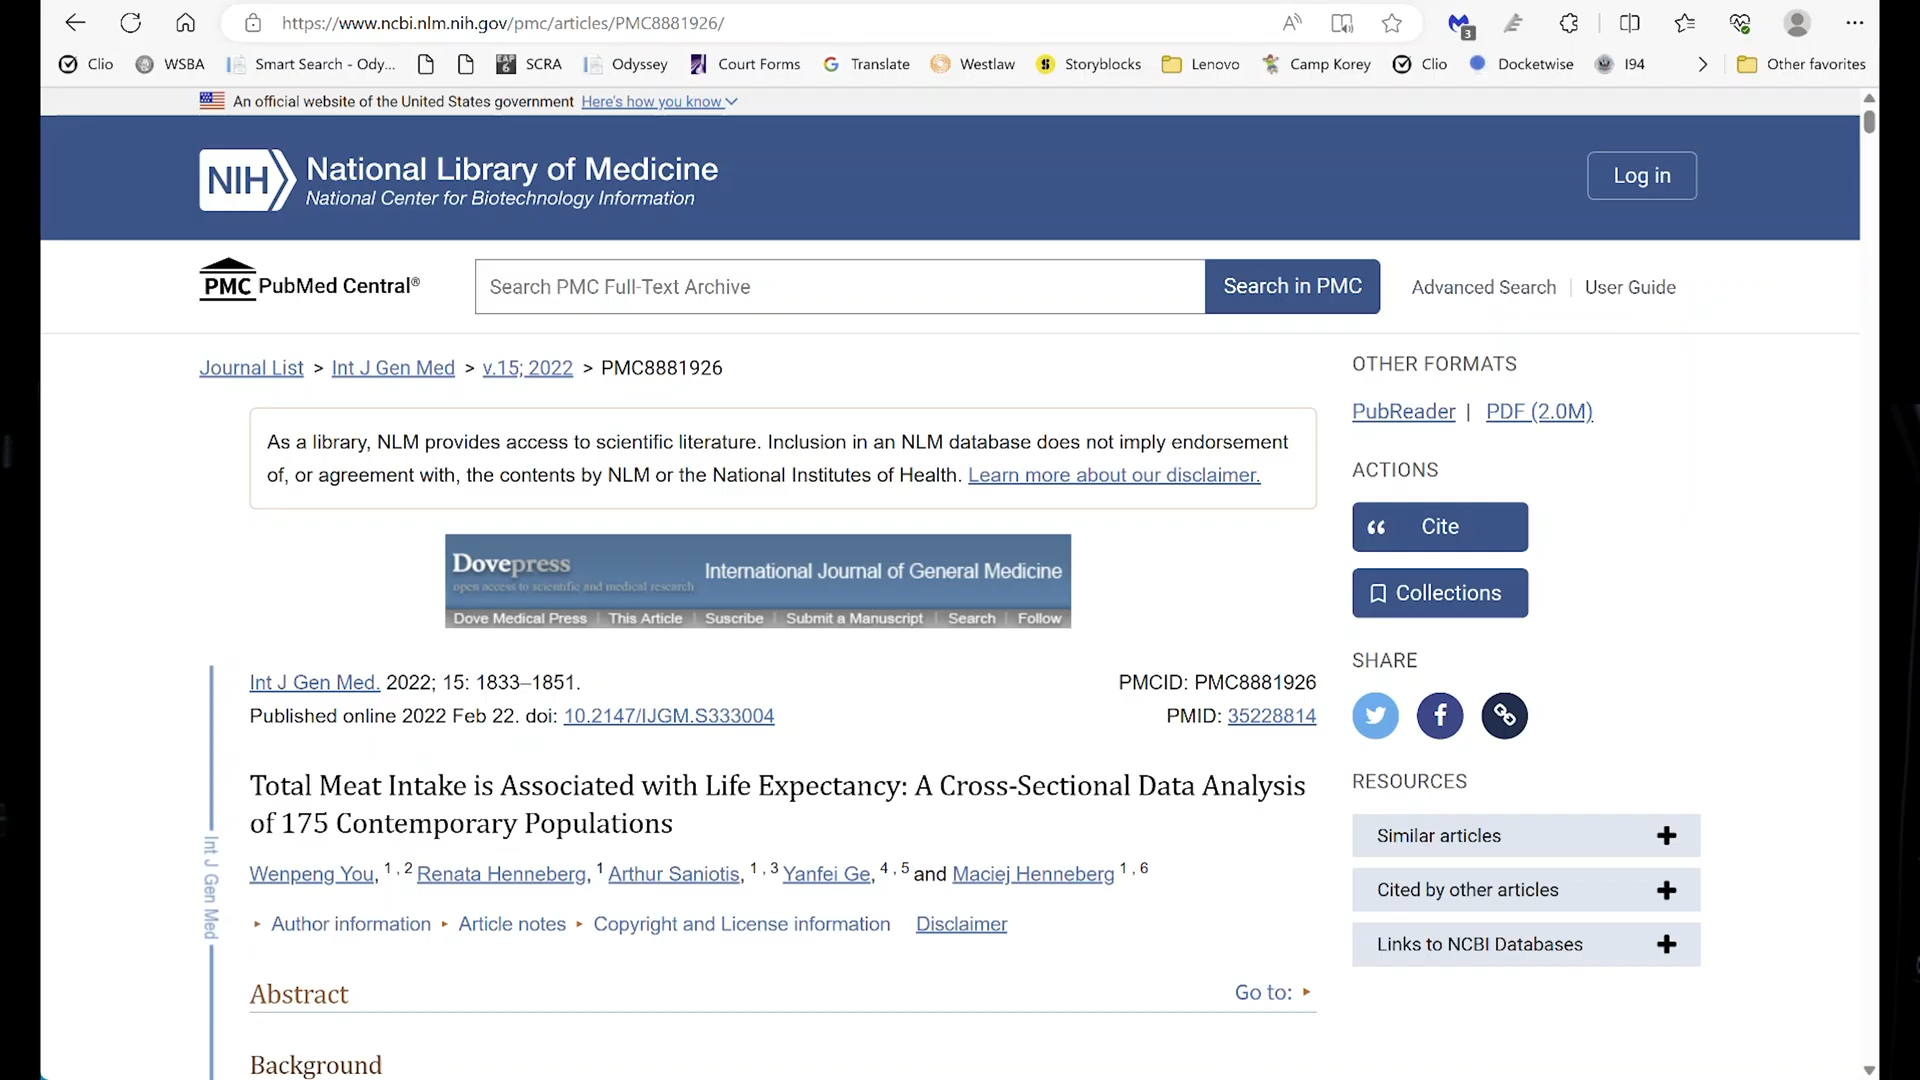 https://www.ncbi.nlm.nih.gov/pmc/articles/PMC8881926/
3
Clio WSBA Smart Search - Ody... EAP 6 SCRA Odyssey Court Forms Translate Westlaw Storyblocks Lenovo Camp Korey Clio Docketwise I94 Other favorites
An official website of the United States government Here's how you know
NIH National Library of Medicine
National Center for Biotechnology Information
Log in
PMC PubMed Central®
Search PMC Full-Text Archive
Search in PMC
Advanced Search | User Guide
Journal List > Int J Gen Med > v.15; 2022 > PMC8881926
As a library, NLM provides access to scientific literature. Inclusion in an NLM database does not imply endorsement
of, or agreement with, the contents by NLM or the National Institutes of Health. Learn more about our disclaimer.
Dovepress
open access to scientific and medical research
International Journal of General Medicine
Dove Medical Press | This Article | Suscribe | Submit a Manuscript | Search | Follow
Int J Gen Med. 2022; 15: 1833–1851.
PMCID: PMC8881926
Published online 2022 Feb 22. doi: 10.2147/IJGM.S333004
PMID: 35228814
Total Meat Intake is Associated with Life Expectancy: A Cross-Sectional Data Analysis
of 175 Contemporary Populations
Wenpeng You, 1 , 2 Renata Henneberg, 1 Arthur Saniotis, 1 , 3 Yanfei Ge, 4 , 5 and Maciej Henneberg 1 , 6
Author information Article notes Copyright and License information Disclaimer
Abstract
Go to:
Background
Int J Gen Med
OTHER FORMATS
PubReader | PDF (2.0M)
ACTIONS
Cite
Collections
SHARE
RESOURCES
Similar articles
Cited by other articles
Links to NCBI Databases